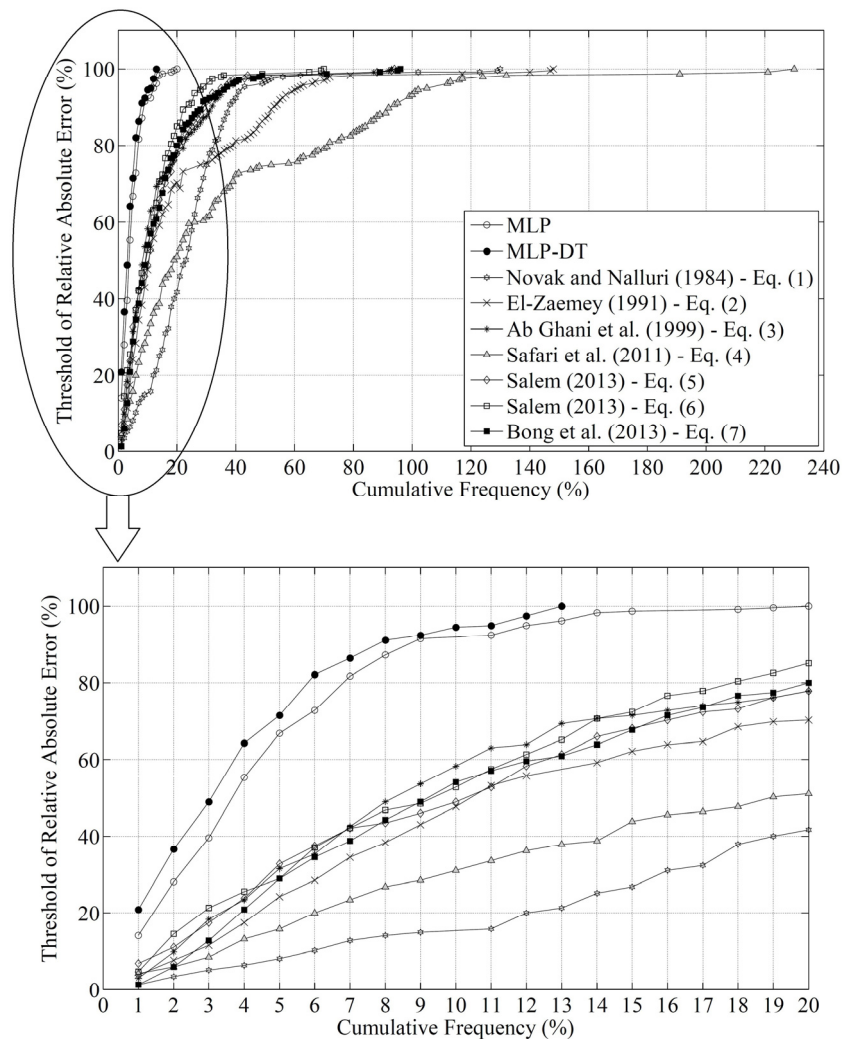 Threshold of Relative Absolute Error (%)
100
80
60
40
20
0
0 20 40 60 80 100 120 140 160 180 200 220 240
Cumulative Frequency (%)
MLP
MLP-DT
Novak and Nalluri (1984) - Eq. (1)
El-Zaemey (1991) - Eq. (2)
Ab Ghani et al. (1999) - Eq. (3)
Safari et al. (2011) - Eq. (4)
Salem (2013) - Eq. (5)
Salem (2013) - Eq. (6)
Bong et al. (2013) - Eq. (7)
Threshold of Relative Absolute Error (%)
100
80
60
40
20
0
0 1 2 3 4 5 6 7 8 9 10 11 12 13 14 15 16 17 18 19 20
Cumulative Frequency (%)